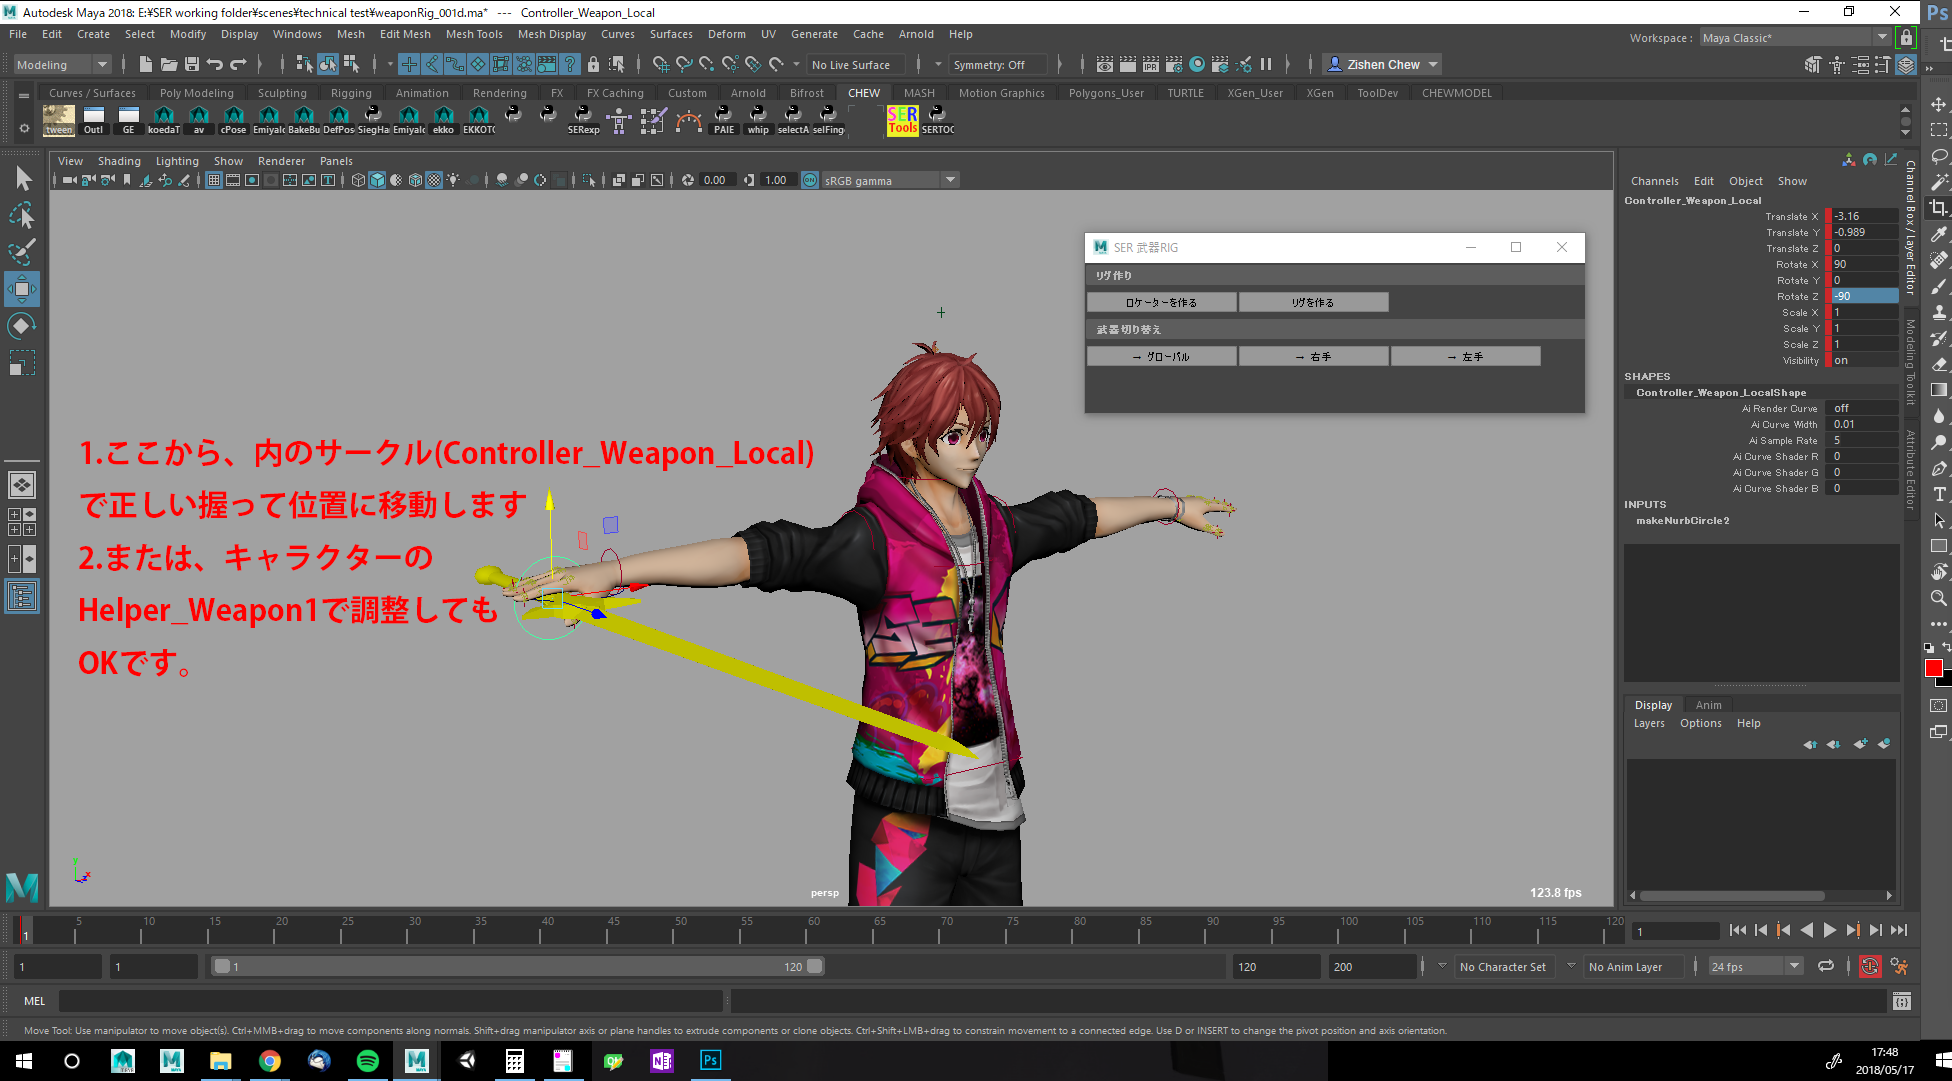 Autodesk Maya 2018: E:¥SER working folder¥scenes¥technical test¥weaponRig_001d.ma* --- Controller_Weapon_Local
File Edit Create Select Modify Display Windows Mesh Edit Mesh Mesh Tools Mesh Display Curves Surfaces Deform UV Generate Cache Arnold Help
Workspace : Maya Classic*
Modeling No Live Surface Symmetry: Off Zishen Chew
Curves / Surfaces Poly Modeling Sculpting Rigging Animation Rendering FX FX Caching Custom Arnold Bifrost CHEW MASH Motion Graphics Polygons_User TURTLE XGen_User XGen ToolDev CHEWMODEL
tween Outl GE koedaT av cPose Emiyalc BakeBu DefPos SiegHa Emiyalc ekko EKKOTC SERexp PAIE whip selectA selFing SER Tools SERTOC
View Shading Lighting Show Renderer Panels
0.00 1.00 ON sRGB gamma
SER 武器RIG
リグ作り
ロケーターを作る リグを作る
武器切り替え
→ グローバル → 右手 → 左手
1.ここから、内のサークル(Controller_Weapon_Local)
で正しい握って位置に移動します
2.または、キャラクターの
Helper_Weapon1で調整しても
OKです。
persp
123.8 fps
Channels Edit Object Show
Controller_Weapon_Local
Translate X -3.16
Translate Y -0.989
Translate Z 0
Rotate X 90
Rotate Y 0
Rotate Z -90
Scale X 1
Scale Y 1
Scale Z 1
Visibility on
SHAPES
Controller_Weapon_LocalShape
Ai Render Curve off
Ai Curve Width 0.01
Ai Sample Rate 5
Ai Curve Shader R 0
Ai Curve Shader G 0
Ai Curve Shader B 0
INPUTS
makeNurbCircle2
Channel Box / Layer Editor
Modeling Toolkit
Attribute Editor
Display Anim
Layers Options Help
1 5 10 15 20 25 30 35 40 45 50 55 60 65 70 75 80 85 90 95 100 105 110 115 120 1
1 1 1 120 120 200 No Character Set No Anim Layer 24 fps
MEL
Move Tool: Use manipulator to move object(s). Ctrl+MMB+drag to move components along normals. Shift+drag manipulator axis or plane handles to extrude components or clone objects. Ctrl+Shift+LMB+drag to constrain movement to a connected edge. Use D or INSERT to change the pivot position and axis orientation.
17:48
2018/05/17